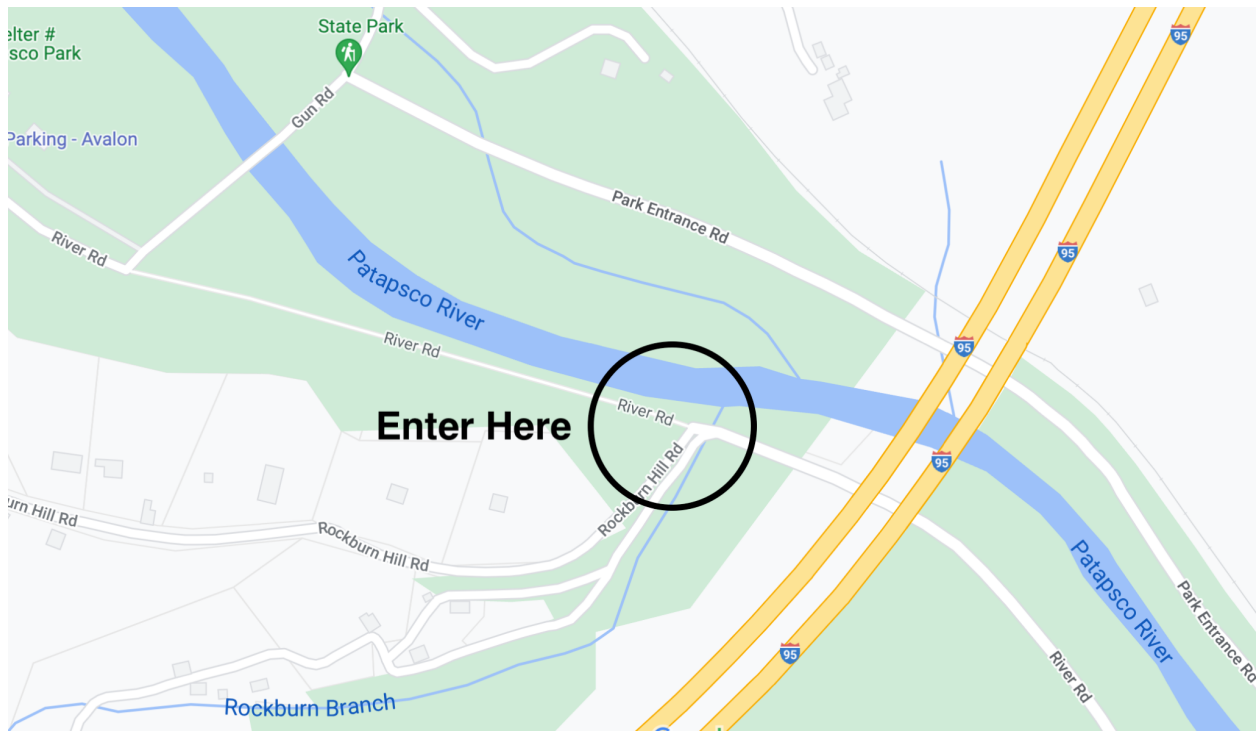 State Park
elter #
sco Park
95
Gun Rd
Parking - Avalon
Park Entrance Rd
River Rd
95
Patapsco River
River Rd
95
River Rd
Enter Here
95
Rockburn Hill Rd
urn Hill Rd
Rockburn Hill Rd
Patapsco River
Park Entrance Rd
95
River Rd
Rockburn Branch